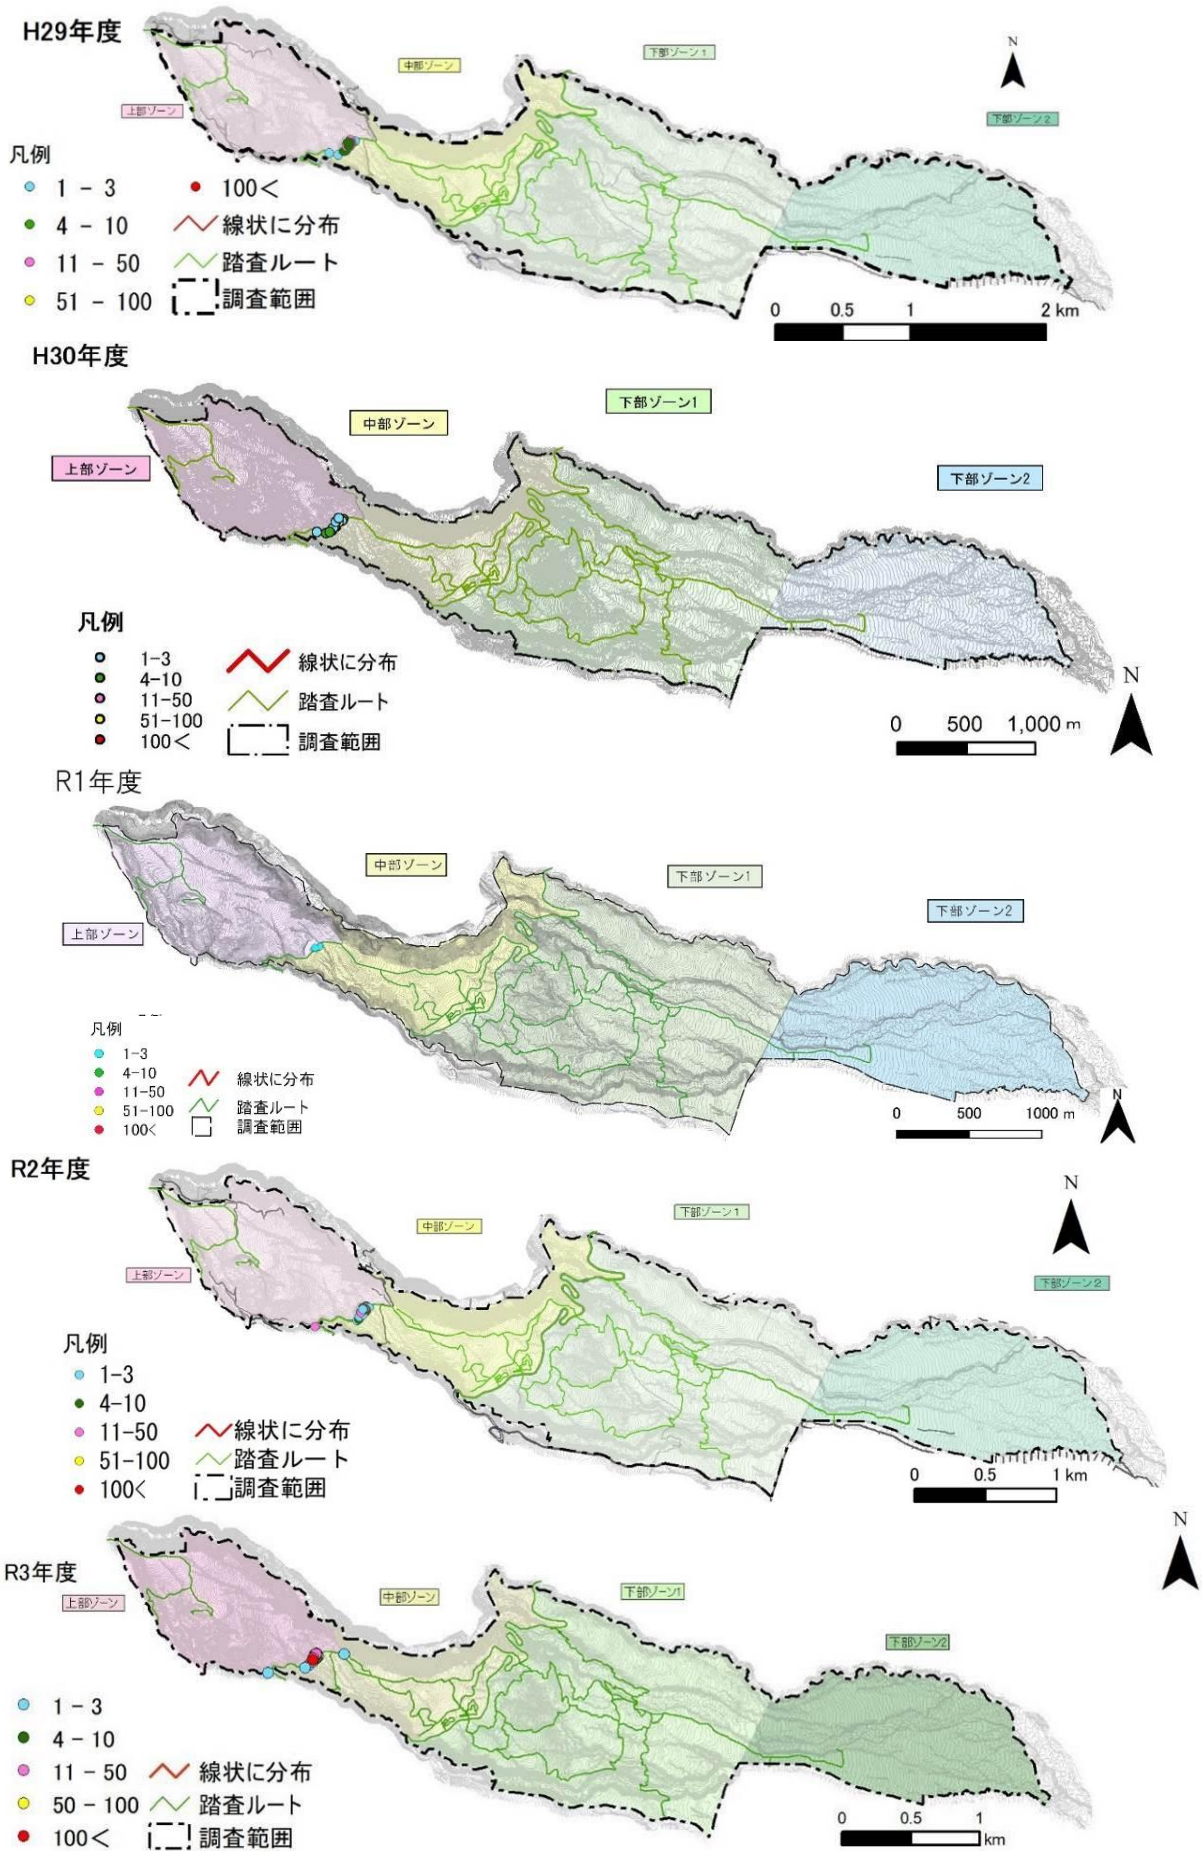 H29年度
中部ゾーン
下部ゾーン1
N
上部ゾーン
下部ゾーン2
凡例
1 - 3
100<
4 - 10
線状に分布
11 - 50
踏査ルート
51 - 100
調査範囲
0 0.5 1 2 km
H30年度
中部ゾーン
下部ゾーン1
上部ゾーン
下部ゾーン2
凡例
1-3
4-10
11-50
51-100
100<
線状に分布
踏査ルート
調査範囲
N
0 500 1,000 m
R1年度
中部ゾーン
下部ゾーン1
上部ゾーン
下部ゾーン2
凡例
1-3
4-10
11-50
51-100
100<
線状に分布
踏査ルート
調査範囲
N
0 500 1000 m
R2年度
中部ゾーン
下部ゾーン1
N
上部ゾーン
下部ゾーン2
凡例
1-3
4-10
11-50
線状に分布
51-100
踏査ルート
100<
調査範囲
0 0.5 1 km
N
R3年度
上部ゾーン
中部ゾーン
下部ゾーン1
下部ゾーン2
1 - 3
4 - 10
11 - 50
線状に分布
50 - 100
踏査ルート
100<
調査範囲
0 0.5 1
km